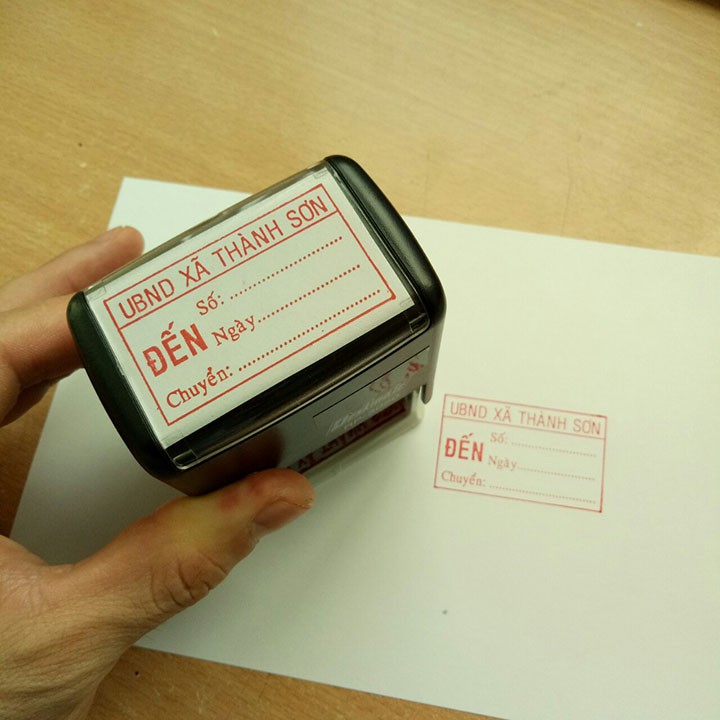 UBND XÃ THÀNH SƠN
Số: ........................
ĐẾN
Ngày........................
Chuyển: ................................
UBND XÃ THÀNH SƠN
Số: ........................
ĐẾN
Ngày........................
Chuyển: ................................